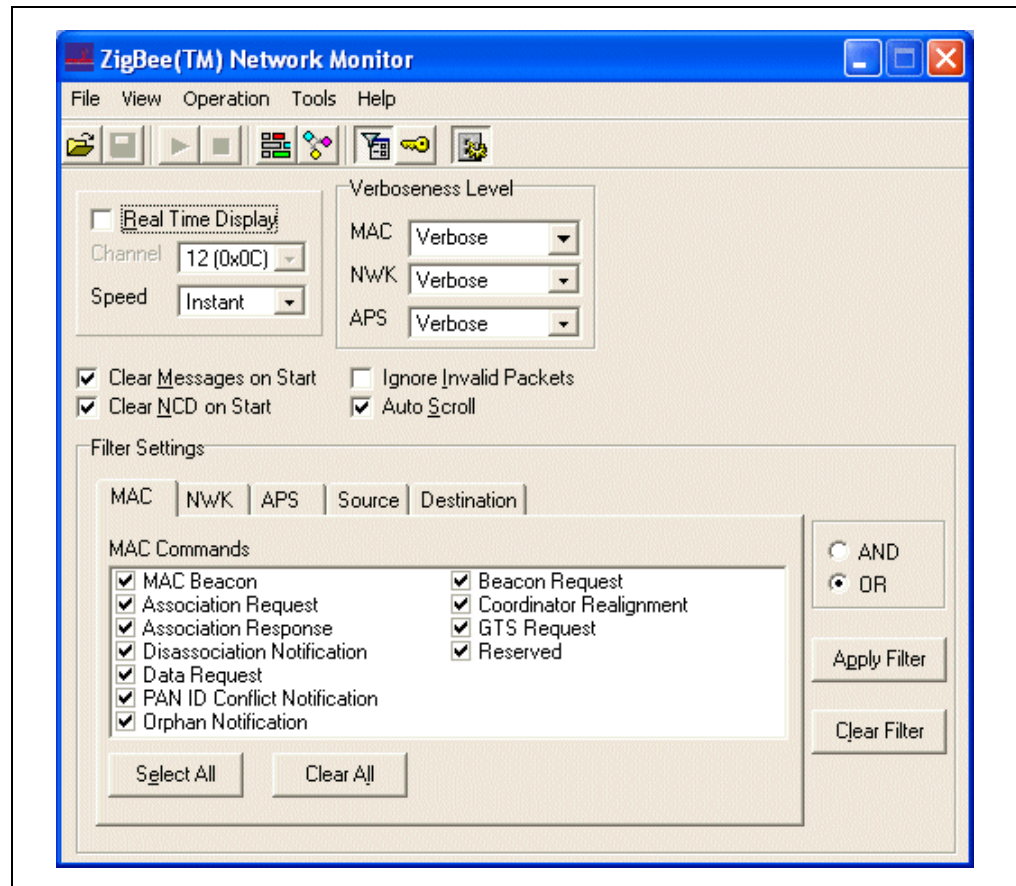 ZigBee(TM) Network Monitor
File View Operation Tools Help
Real Time Display
Channel 12 (0x0C)
Speed Instant
Verboseness Level
MAC Verbose
NWK Verbose
APS Verbose
Clear Messages on Start
Ignore Invalid Packets
Clear NCD on Start
Auto Scroll
Filter Settings
MAC NWK APS Source Destination
MAC Commands
MAC Beacon
Association Request
Association Response
Disassociation Notification
Data Request
PAN ID Conflict Notification
Orphan Notification
Beacon Request
Coordinator Realignment
GTS Request
Reserved
Select All
Clear All
AND
OR
Apply Filter
Clear Filter